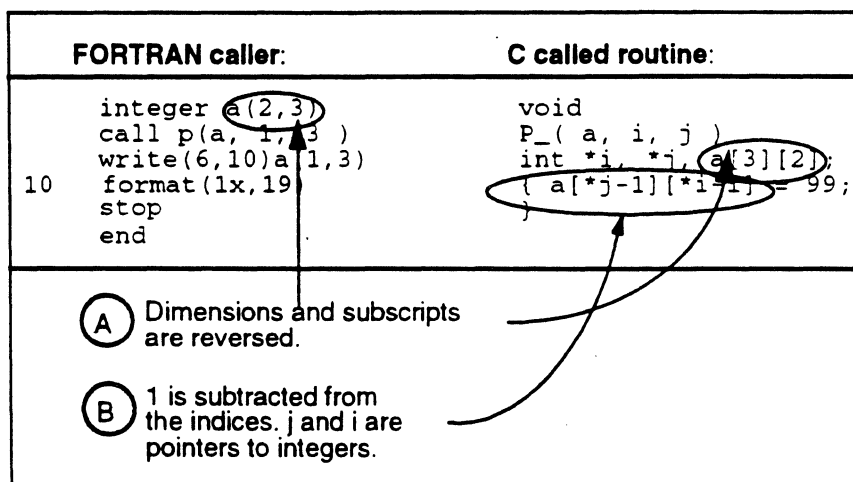 FORTRAN caller:
integer a(2,3)
call p(a, 1, 3 )
write(6,10)a(1,3)
10 format(1x,19)
stop
end
C called routine:
void
P_( a, i, j )
int *i, *j, a[3][2];
{ a[*j-1][*i-1] = 99;
}
A Dimensions and subscripts
are reversed.
B 1 is subtracted from
the indices. j and i are
pointers to integers.